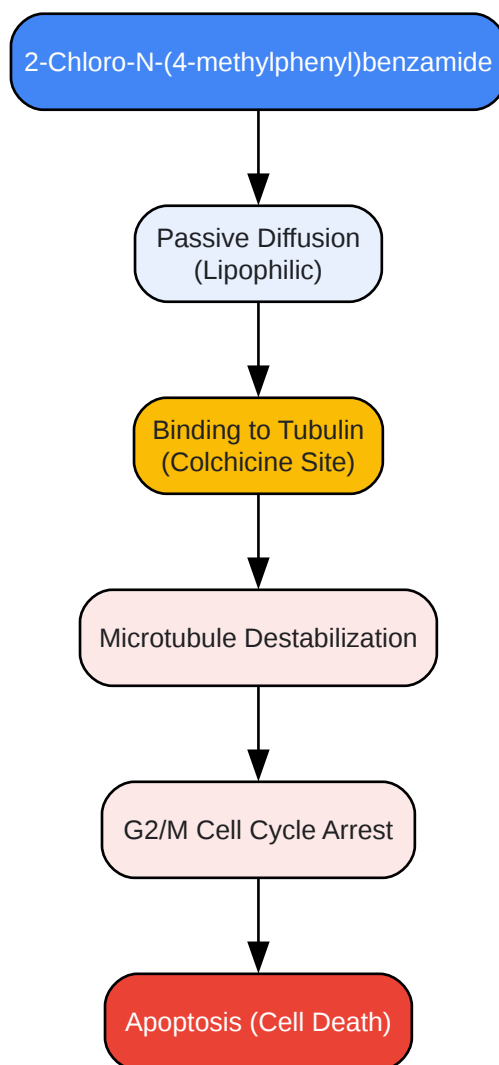 2-Chloro-N-(4-methylphenyl)benzamide
Passive Diffusion
(Lipophilic)
Binding to Tubulin
(Colchicine Site)
Microtubule Destabilization
G2/M Cell Cycle Arrest
Apoptosis (Cell Death)